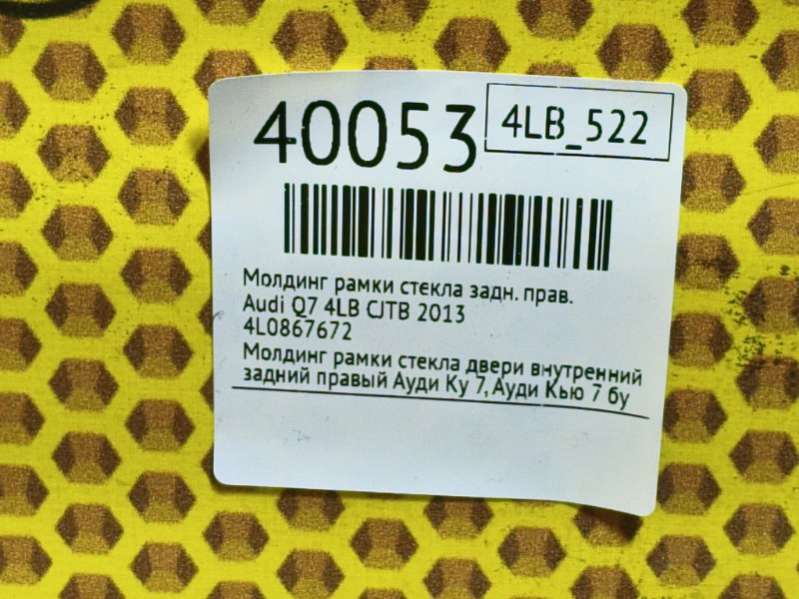 40053
4LB_522
Молдинг рамки стекла задн. прав.
Audi Q7 4LB CJTB 2013
4L0867672
Молдинг рамки стекла двери внутренний
задний правый Ауди Ку 7, Ауди Кью 7 бу